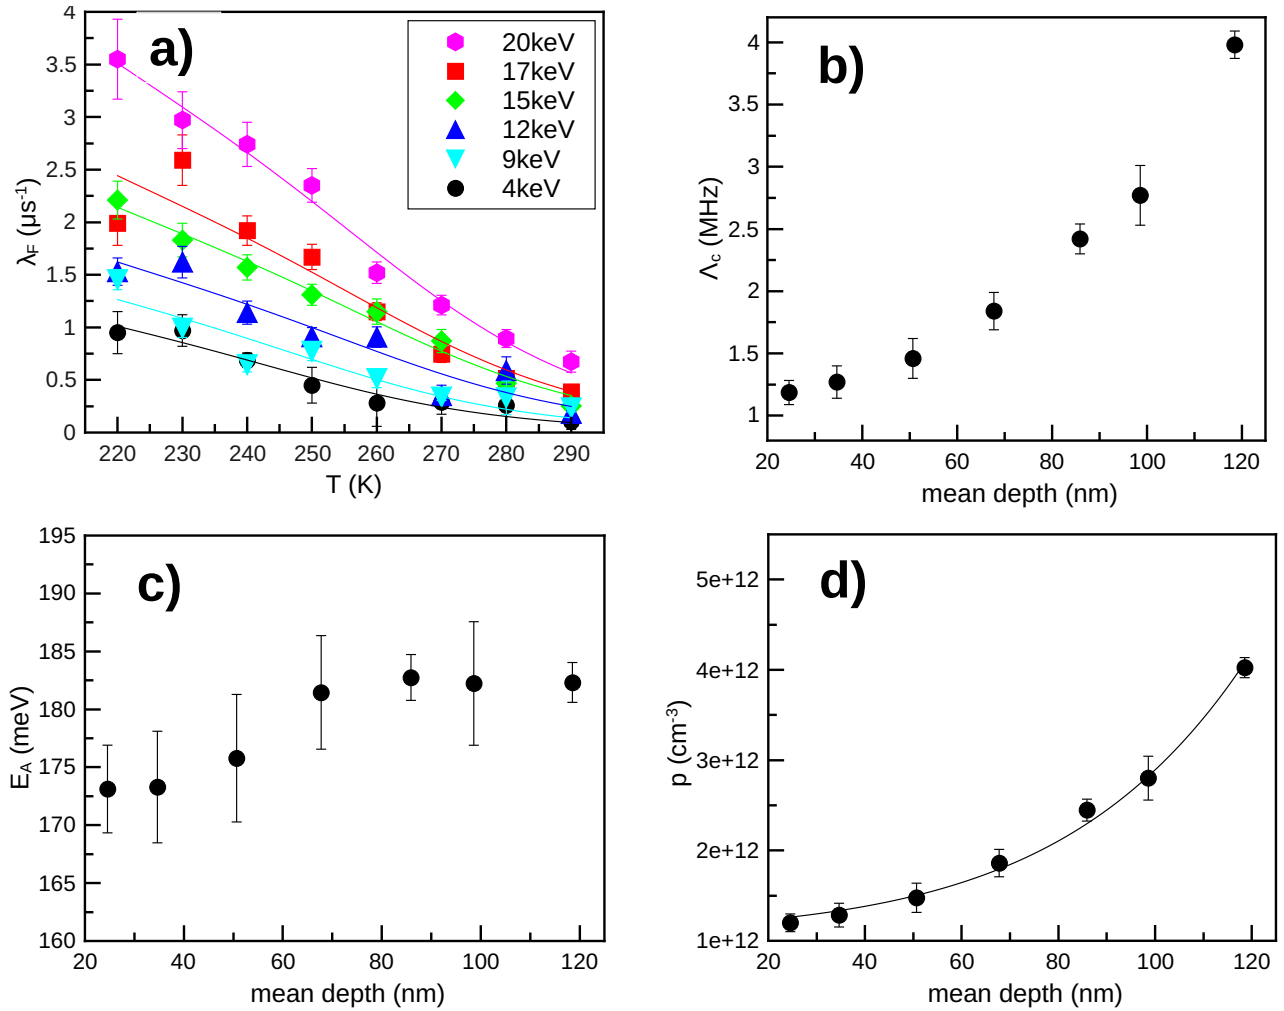 a)
4
3.5
3
2.5
2
1.5
1
0.5
0
λF (μs-1)
220 230 240 250 260 270 280 290
T (K)
20keV
17keV
15keV
12keV
9keV
4keV
b)
4
3.5
3
2.5
2
1.5
1
Λc (MHz)
20 40 60 80 100 120
mean depth (nm)
c)
195
190
185
180
175
170
165
160
EA (meV)
20 40 60 80 100 120
mean depth (nm)
d)
5e+12
4e+12
3e+12
2e+12
1e+12
p (cm-3)
20 40 60 80 100 120
mean depth (nm)